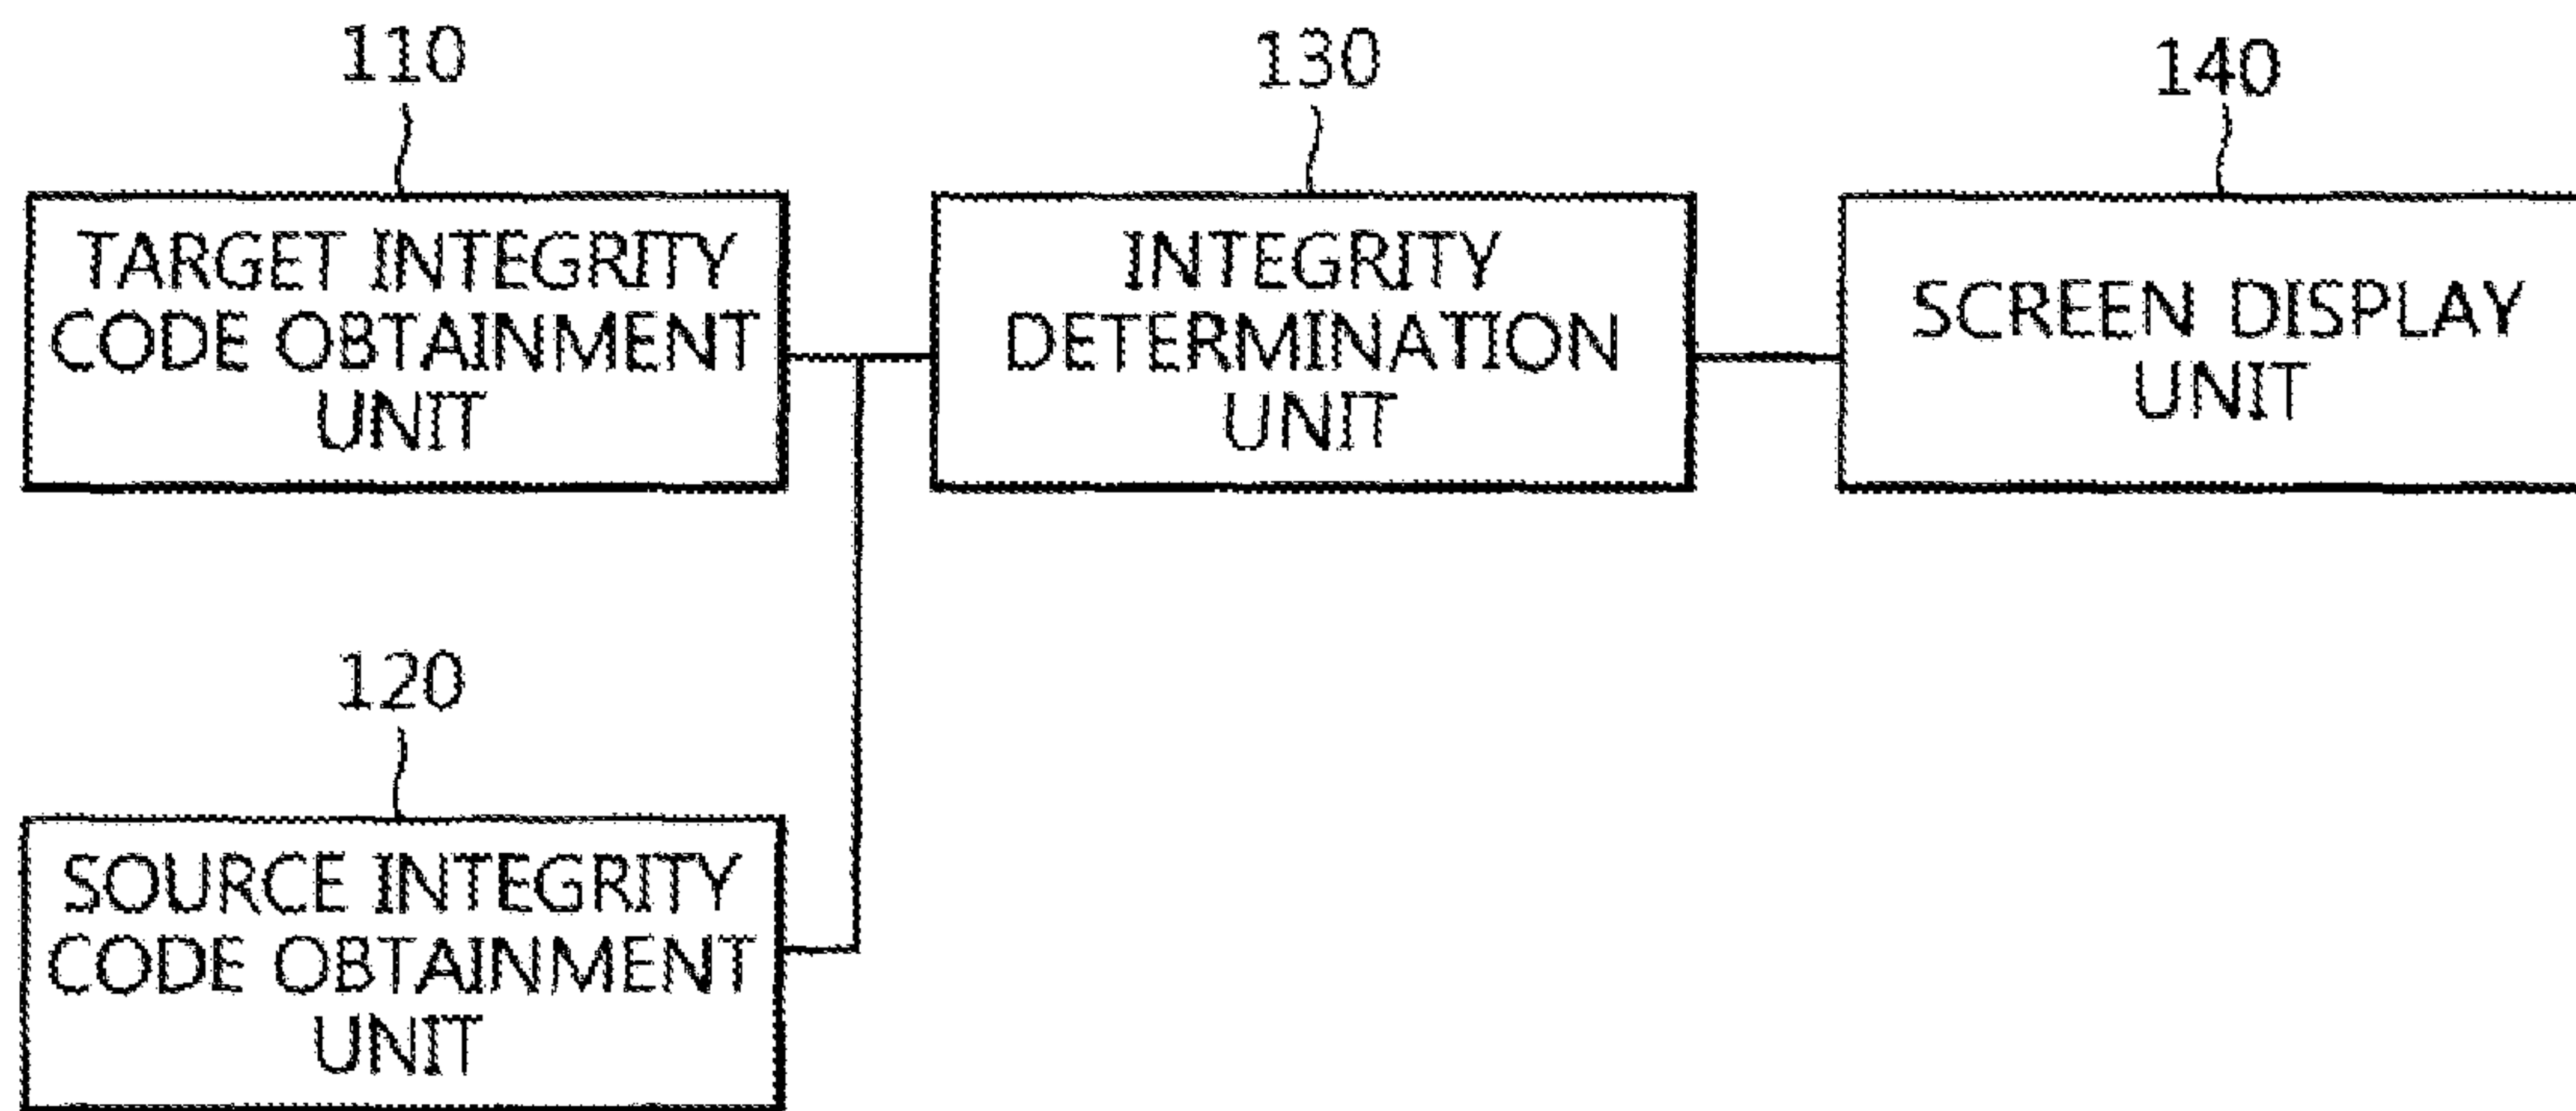 110
TARGET INTEGRITY
CODE OBTAINMENT
UNIT
130
INTEGRITY
DETERMINATION
UNIT
140
SCREEN DISPLAY
UNIT
120
SOURCE INTEGRITY
CODE OBTAINMENT
UNIT